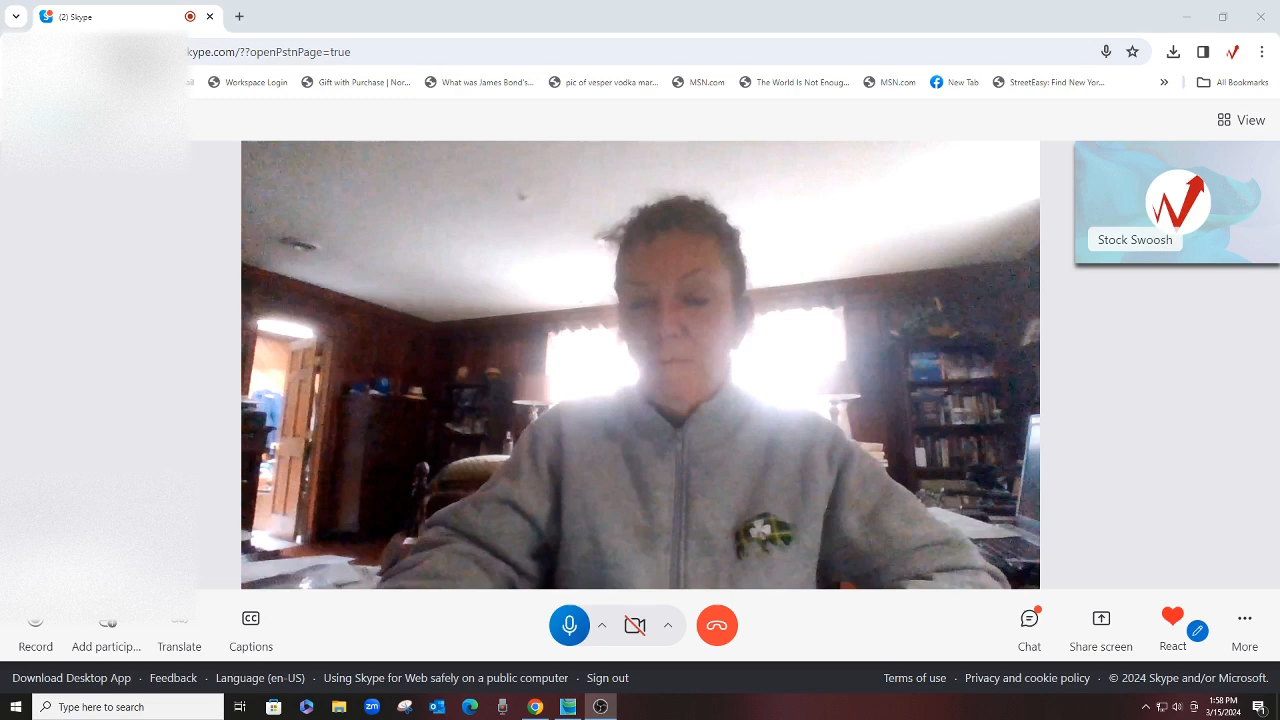 (2) Skype
kype.com/??openPstnPage=true
ail Workspace Login Gift with Purchase | Nor... What was James Bond's... pic of vesper vodka mar... MSN.com The World Is Not Enoug... MSN.com New Tab StreetEasy: Find New Yor... » All Bookmarks
View
Stock Swoosh
CC
Record Add particip... Translate Captions Chat Share screen React More
Download Desktop App · Feedback · Language (en-US) · Using Skype for Web safely on a public computer · Sign out Terms of use · Privacy and cookie policy · © 2024 Skype and/or Microsoft
zm 1:58 PM
Type here to search 3/15/2024